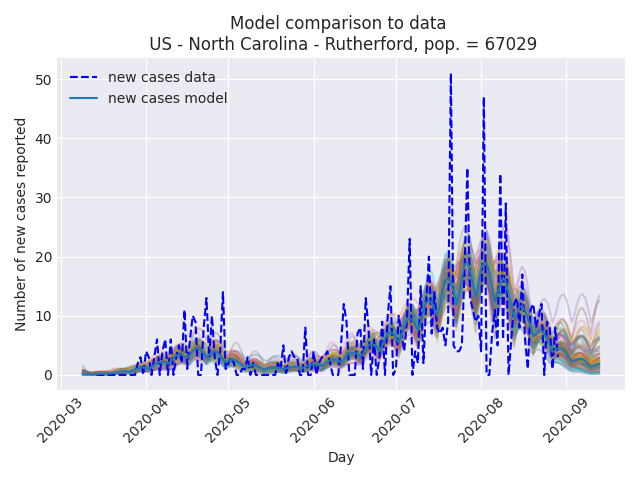 Model comparison to data
US - North Carolina - Rutherford, pop. = 67029
new cases data
new cases model
Number of new cases reported
50
40
30
20
10
0
2020-03
2020-04
2020-05
2020-06
2020-07
2020-08
2020-09
Day